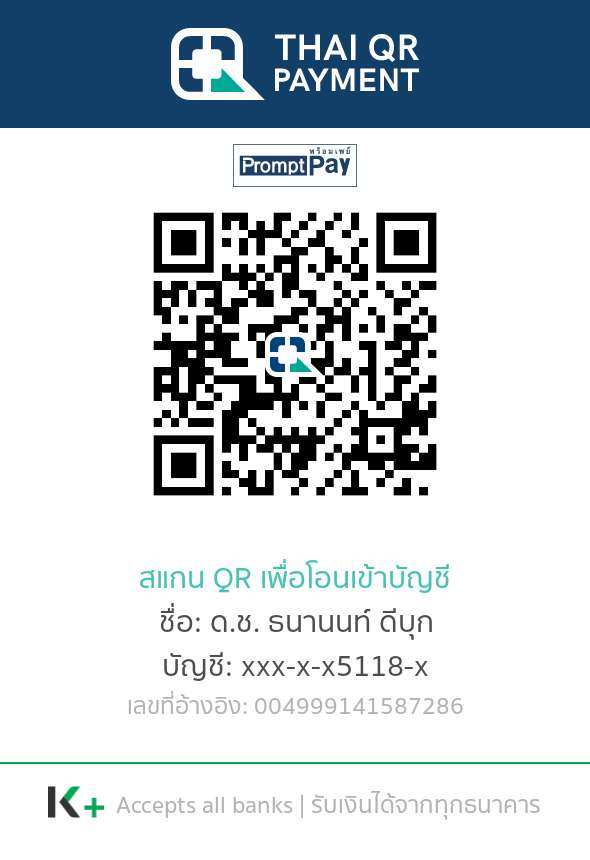 THAI QR
PAYMENT
พร้อมเพย์
PromptPay
สแกน QR เพื่อโอนเข้าบัญชี
ชื่อ: ด.ช. ธนานนท์ ดีบุก
บัญชี: xxx-x-x5118-x
เลขที่อ้างอิง: 004999141587286
K+ Accepts all banks | รับเงินได้จากทุกธนาคาร